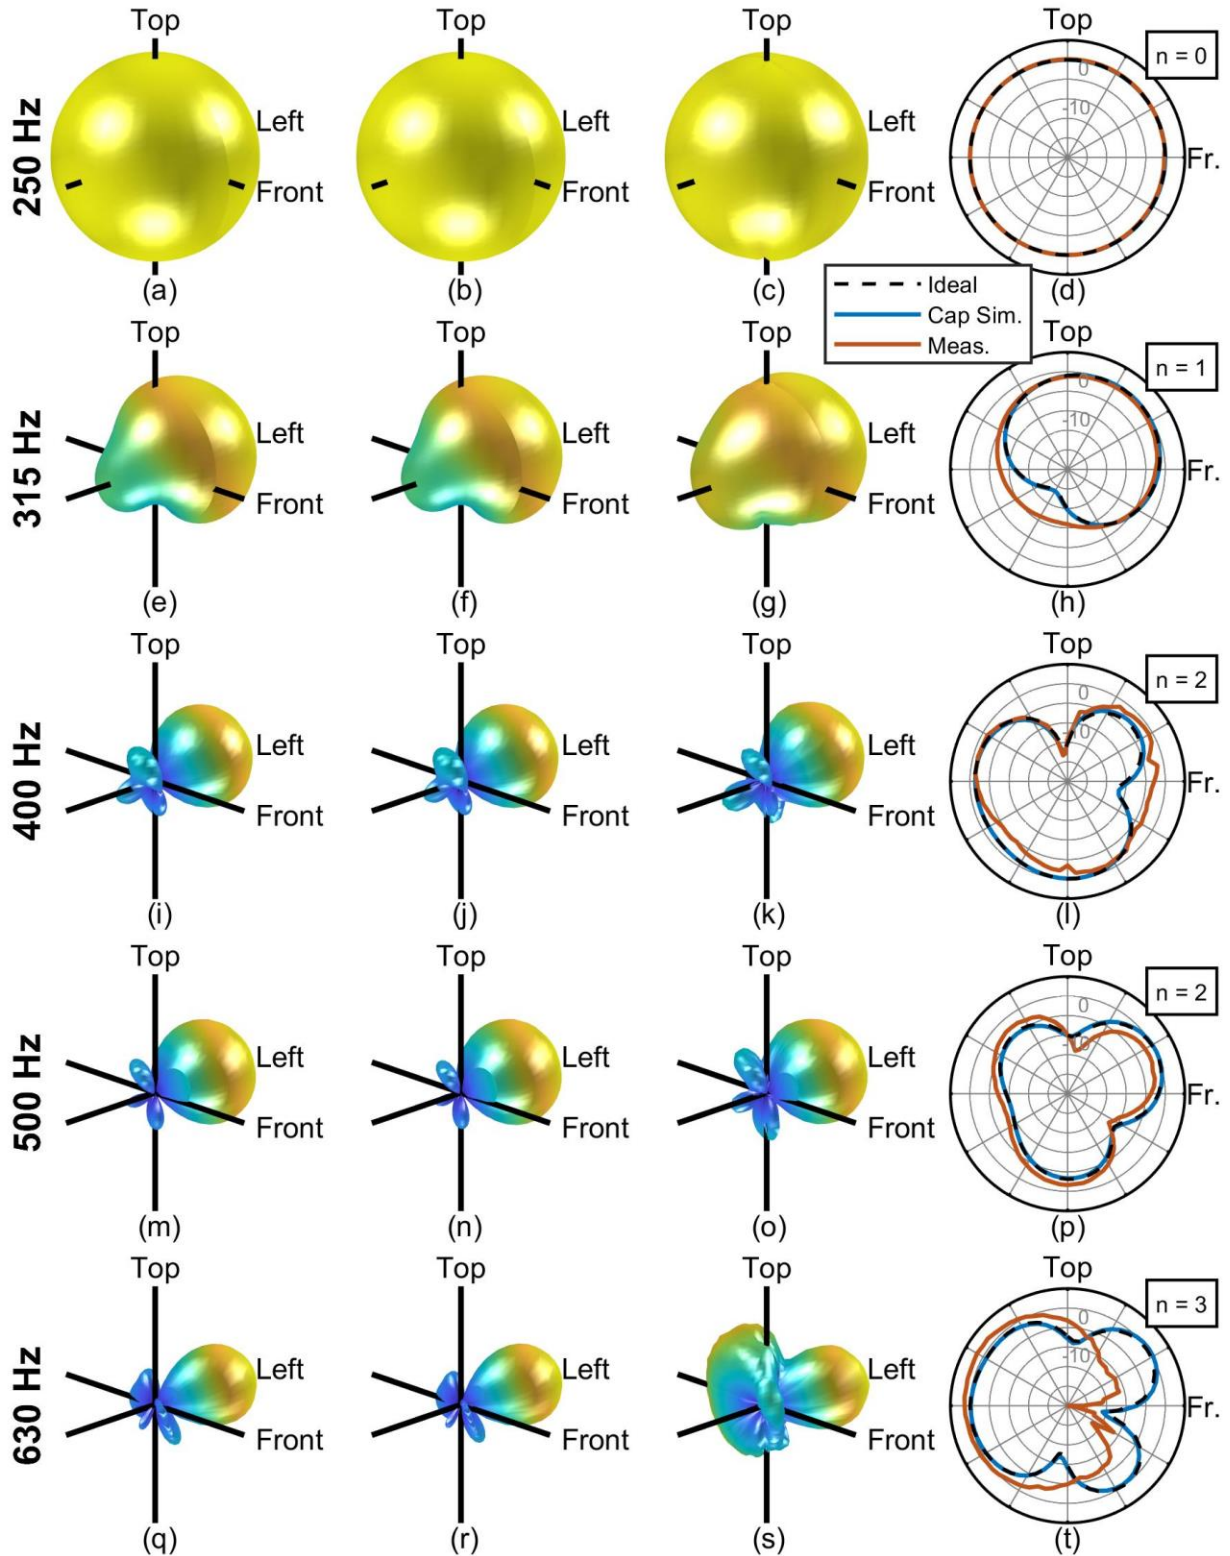 Top Top Top Top
n = 0
0
-10
250 Hz
Left Left Left
Front Front Front Fr.
(a) (b) (c) (d)
Ideal
Cap Sim.
Meas.
Top Top Top Top
n = 1
0
-10
315 Hz
Left Left Left
Front Front Front Fr.
(e) (f) (g) (h)
Top Top Top Top
n = 2
0
-10
400 Hz
Left Left Left
Front Front Front Fr.
(i) (j) (k) (l)
Top Top Top Top
n = 2
0
-10
500 Hz
Left Left Left
Front Front Front Fr.
(m) (n) (o) (p)
Top Top Top Top
n = 3
0
-10
630 Hz
Left Left Left
Front Front Front Fr.
(q) (r) (s) (t)